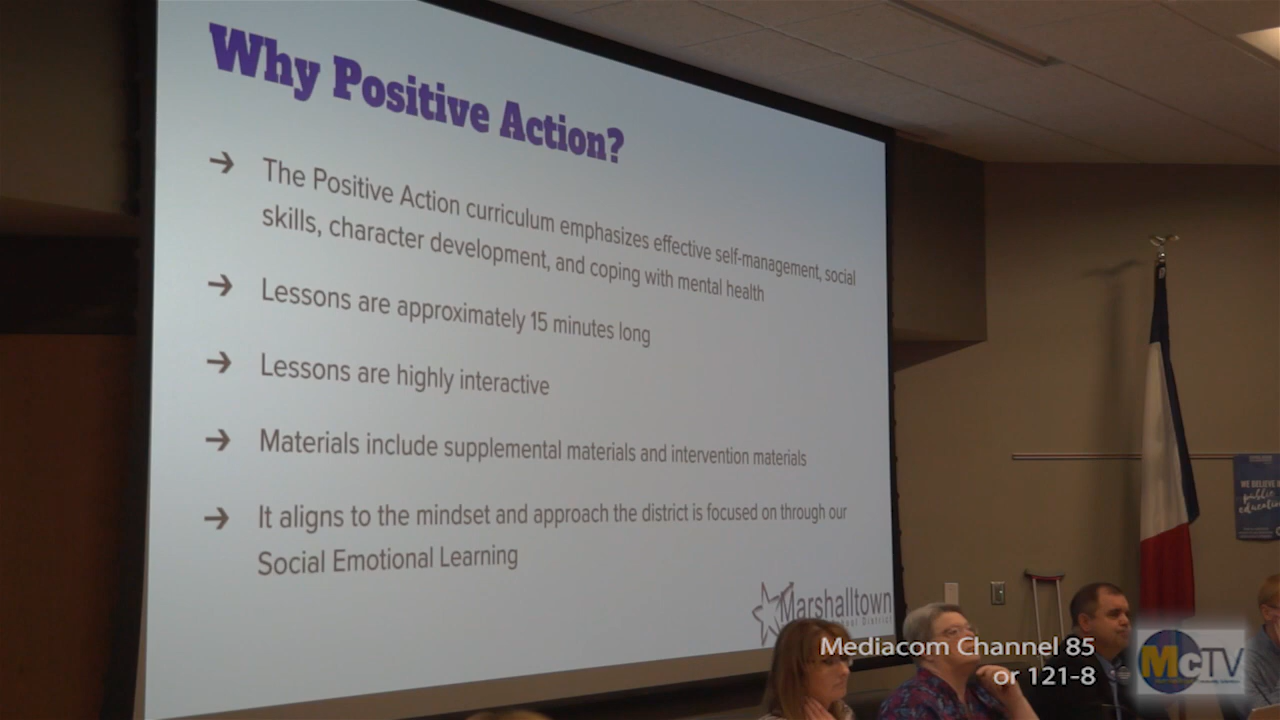 Why Positive Action?
→ The Positive Action curriculum emphasizes effective self-management, social
skills, character development, and coping with mental health
→ Lessons are approximately 15 minutes long
→ Lessons are highly interactive
→ Materials include supplemental materials and intervention materials
→ It aligns to the mindset and approach the district is focused on through our
Social Emotional Learning
Marshalltown
District
WE BELIEVE
public
Mediacom Channel 85
or 121-8
McTV